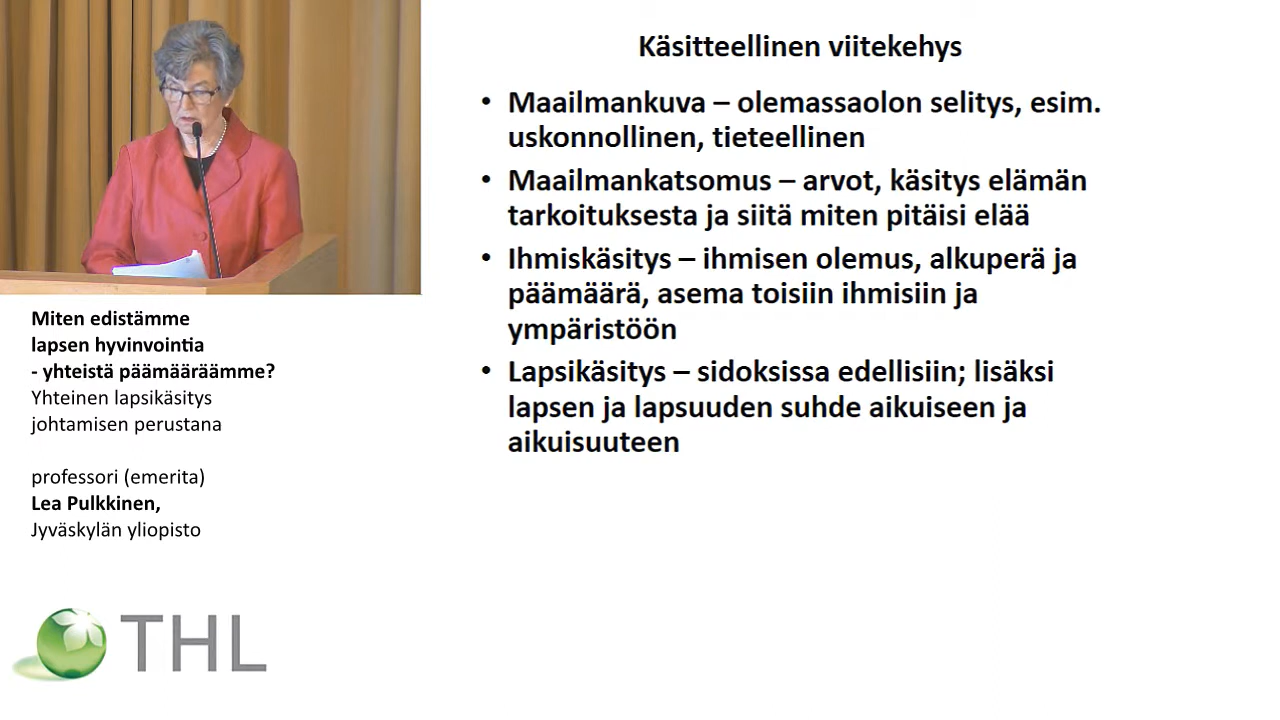 Käsitteellinen viitekehys
• Maailmankuva – olemassaolon selitys, esim.
uskonnollinen, tieteellinen
• Maailmankatsomus – arvot, käsitys elämän
tarkoituksesta ja siitä miten pitäisi elää
• Ihmiskäsitys – ihmisen olemus, alkuperä ja
päämäärä, asema toisiin ihmisiin ja
ympäristöön
• Lapsikäsitys – sidoksissa edellisiin; lisäksi
lapsen ja lapsuuden suhde aikuiseen ja
aikuisuuteen
Miten edistämme
lapsen hyvinvointia
- yhteistä päämääräämme?
Yhteinen lapsikäsitys
johtamisen perustana
professori (emerita)
Lea Pulkkinen,
Jyväskylän yliopisto
THL